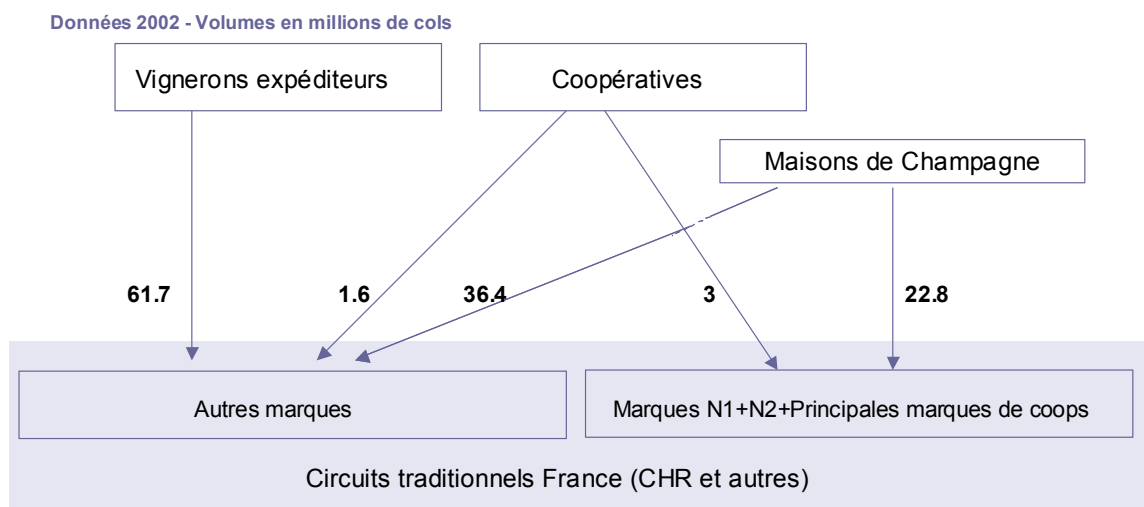 Données 2002 - Volumes en millions de cols
Vignerons expéditeurs
Coopératives
Maisons de Champagne
61.7
1.6
36.4
3
22.8
Autres marques
Marques N1+N2+Principales marques de coops
Circuits traditionnels France (CHR et autres)